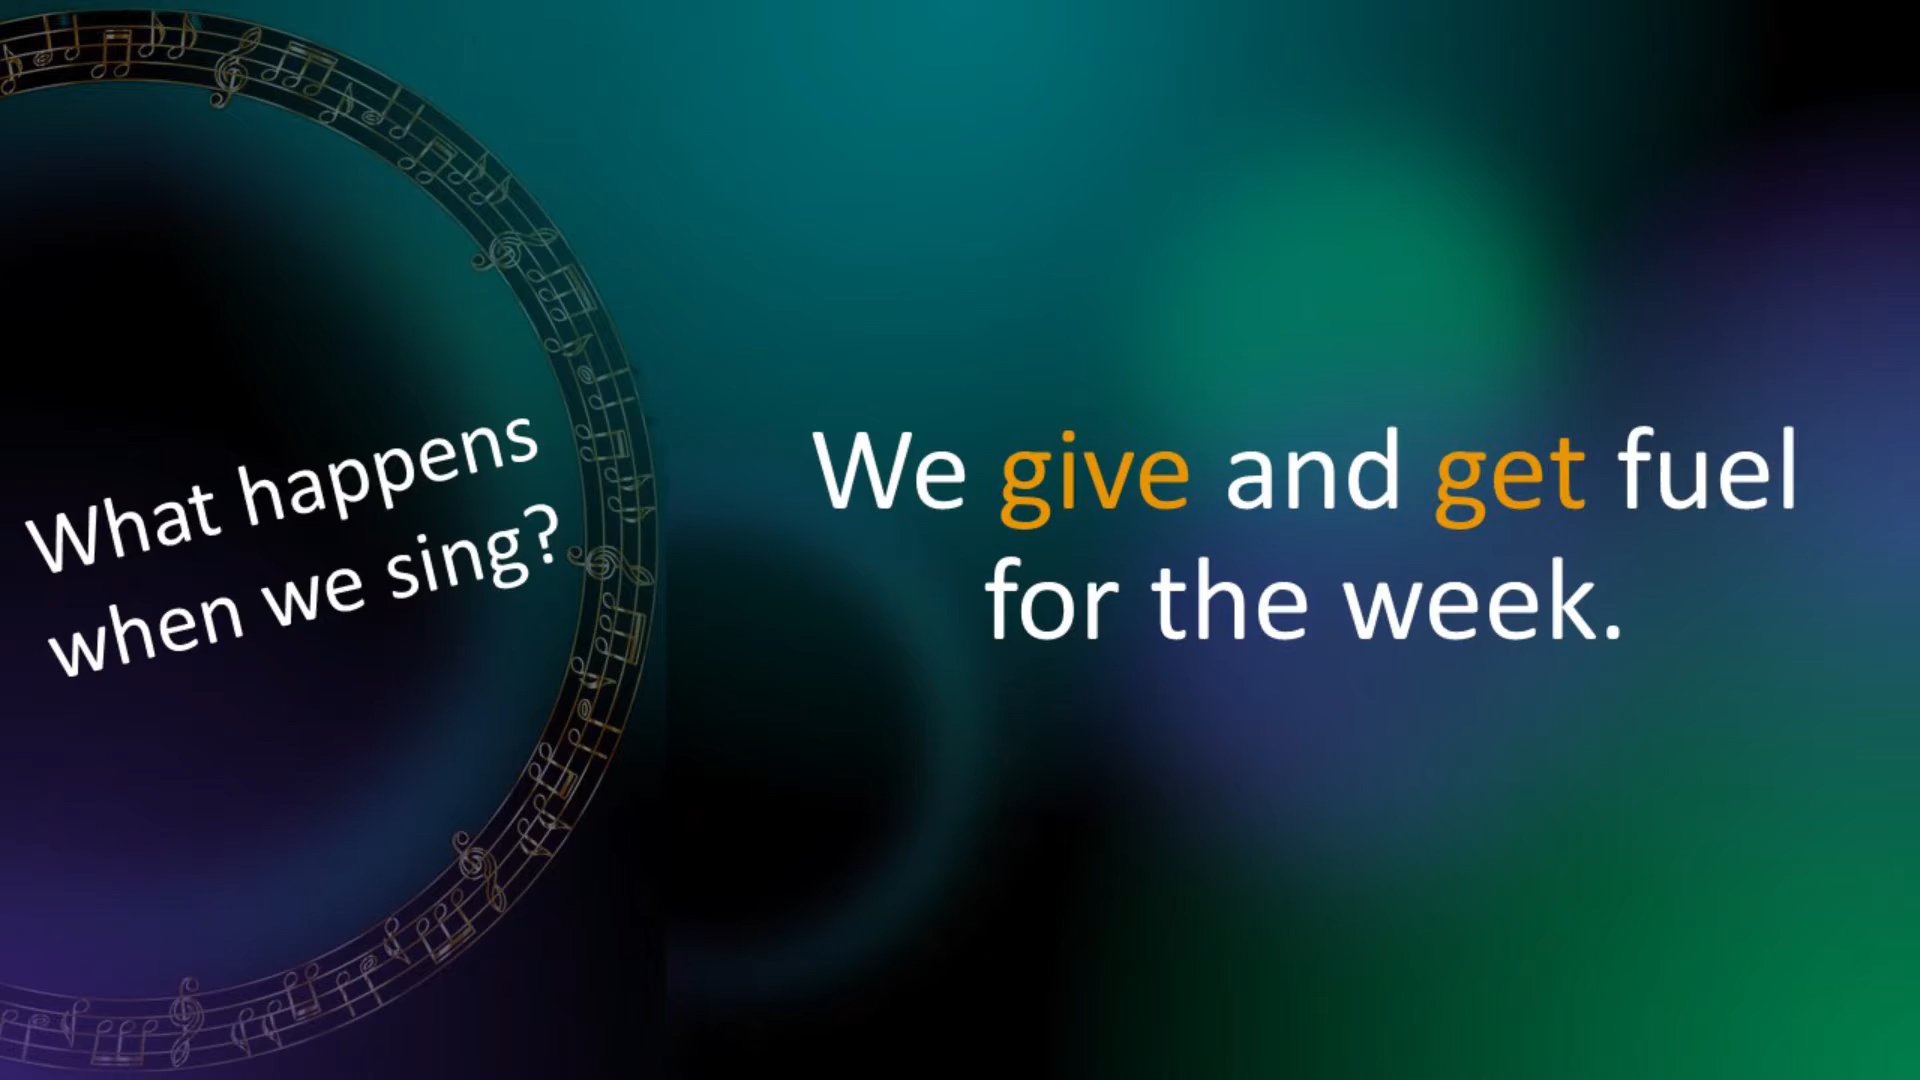 What happens
when we sing?
We give and get fuel
for the week.